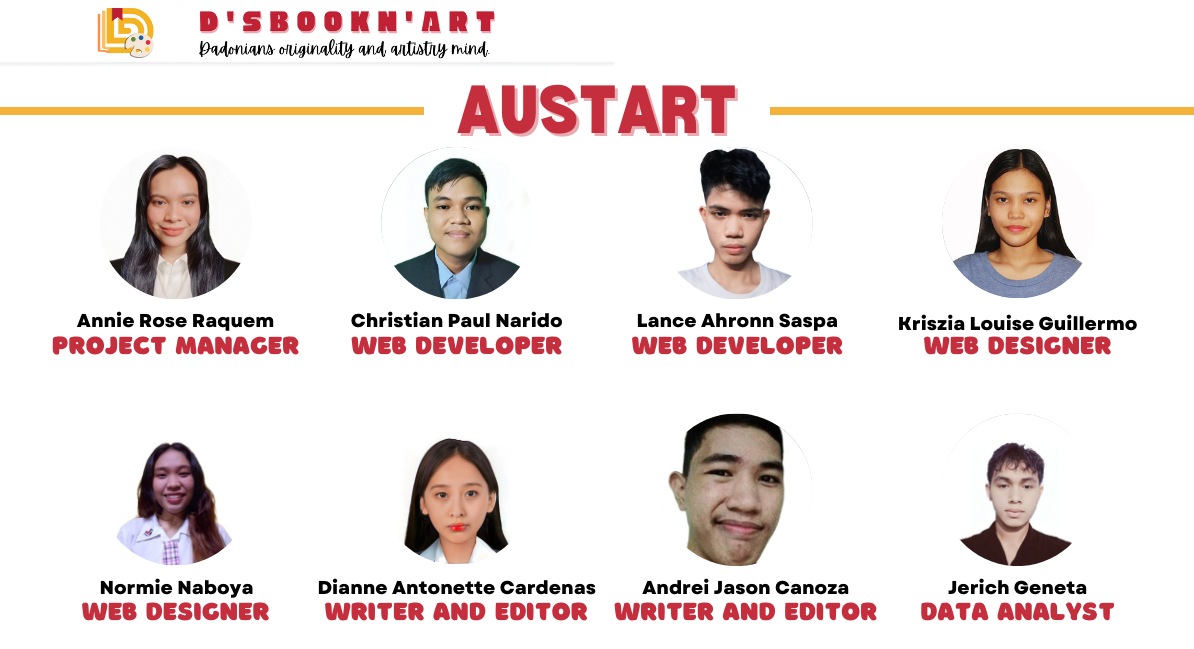 D'SBOOKN'ART
Dadonians originality and artistry mind.
AUSTART
Annie Rose Raquem
PROJECT MANAGER
Christian Paul Narido
WEB DEVELOPER
Lance Ahronn Saspa
WEB DEVELOPER
Kriszia Louise Guillermo
WEB DESIGNER
Normie Naboya
WEB DESIGNER
Dianne Antonette Cardenas
WRITER AND EDITOR
Andrei Jason Canoza
WRITER AND EDITOR
Jerich Geneta
DATA ANALYST